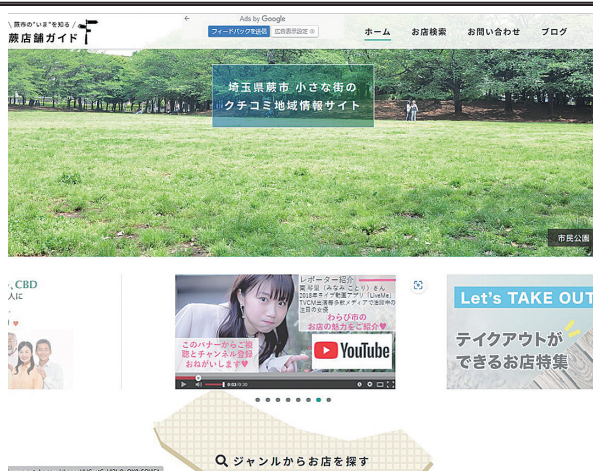 \ 蕨市の"いま"を知る /
蕨店舗ガイド
Ads by Google
フィードバックを送信
広告表示設定
ホーム
お店検索
お問い合わせ
ブログ
埼玉県蕨市 小さな街の
クチコミ地域情報サイト
市民公園
CBD
人に
レポーター紹介
わらび市の
お店の魅力をご紹介♥
このバナーからご視
聴とチャンネル登録
おねがいします♥
YouTube
Let's TAKE OUT
テイクアウトが
できるお店特集
ジャンルからお店を探す